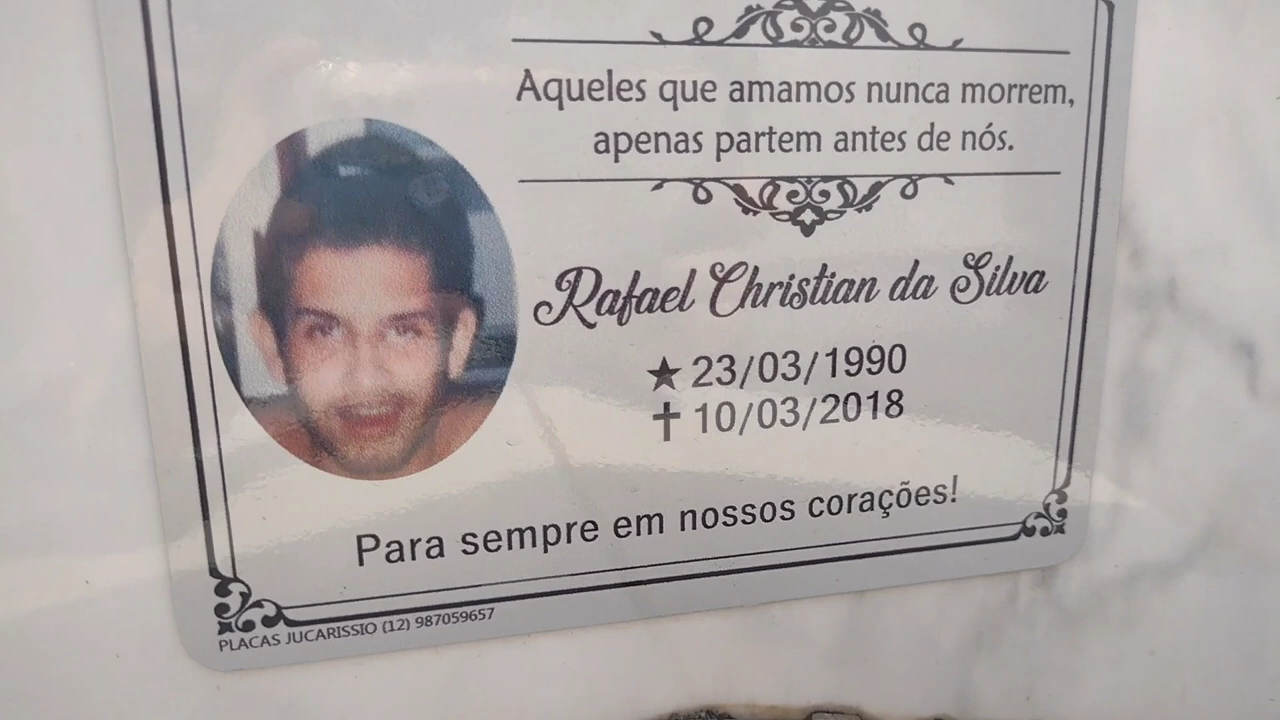 Aqueles que amamos nunca morrem,
apenas partem antes de nós.
Rafael Christian da Silva
★ 23/03/1990
✝ 10/03/2018
Para sempre em nossos corações!
PLACAS JUCARISSIO (12) 987059657